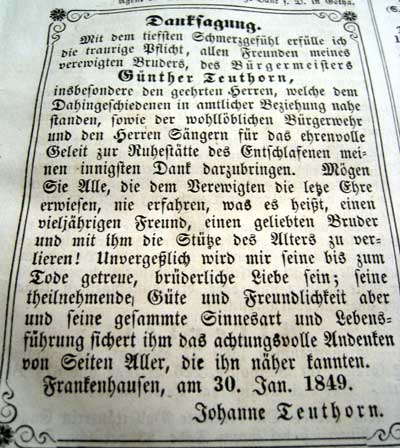 Danksagung.
Mit dem tiefsten Schmerzgefühl erfülle ich
die traurige Pflicht, allen Freunden meines
verewigten Bruders, des Bürgermeisters
Günther Teuthorn,
insbesondere den geehrten Herren, welche dem
Dahingeschiedenen in amtlicher Beziehung nahe
standen, sowie der wohllöblichen Bürgerwehr
und den Herren Sängern für das ehrenvolle
Geleit zur Ruhestätte des Entschlafenen mei-
nen innigsten Dank darzubringen. Mögen
Sie Alle, die dem Verewigten die letze Ehre
erwiesen, nie erfahren, was es heißt, einen
vieljährigen Freund, einen geliebten Bruder
und mit ihm die Stütze des Alters zu ver-
lieren! Unvergeßlich wird mir seine bis zum
Tode getreue, brüderliche Liebe sein; seine
theilnehmende Güte und Freundlichkeit aber
und seine gesammte Sinnesart und Lebens-
führung sichert ihm das achtungsvolle Andenken
von Seiten Aller, die ihn näher kannten.
Frankenhausen, am 30. Jan. 1849.
Johanne Teuthorn.